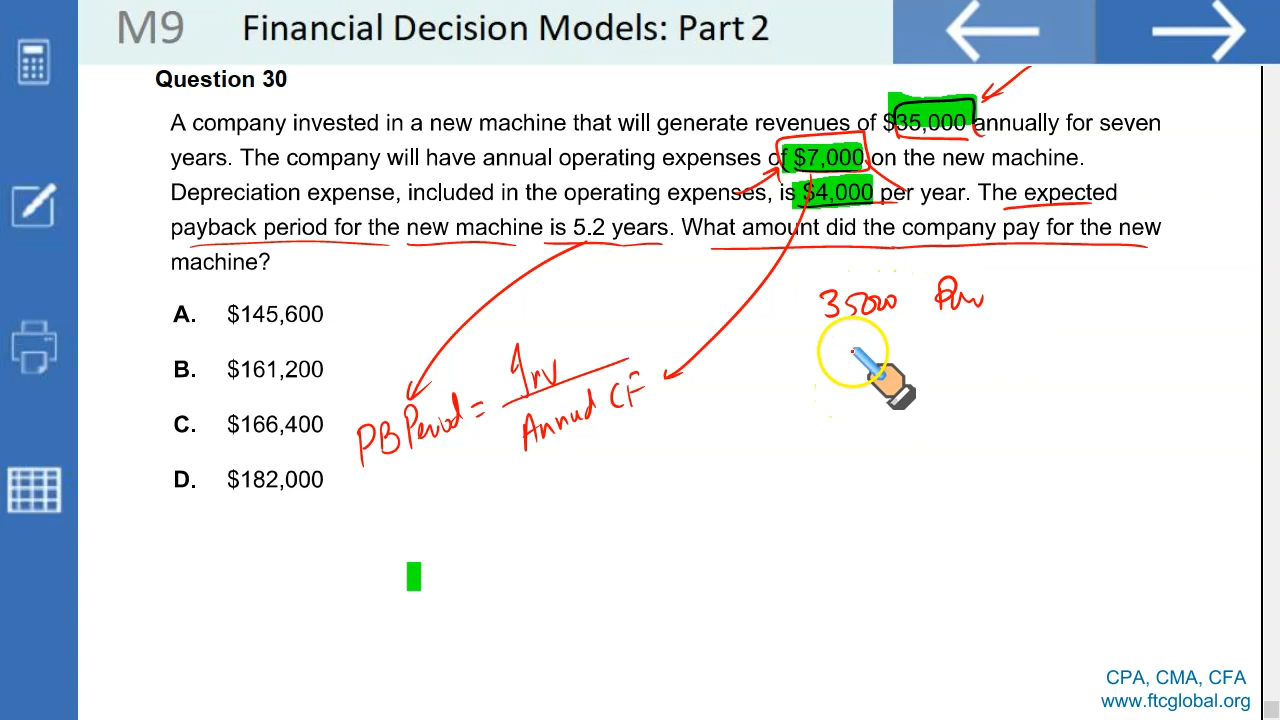 M9 Financial Decision Models: Part 2
Question 30
A company invested in a new machine that will generate revenues of $35,000 annually for seven
years. The company will have annual operating expenses of $7,000 on the new machine.
Depreciation expense, included in the operating expenses, is $4,000 per year. The expected
payback period for the new machine is 5.2 years. What amount did the company pay for the new
machine?
A. $145,600
B. $161,200
C. $166,400
D. $182,000
35000
PB Period =
Annual CF
CPA, CMA, CFA
www.ftcglobal.org